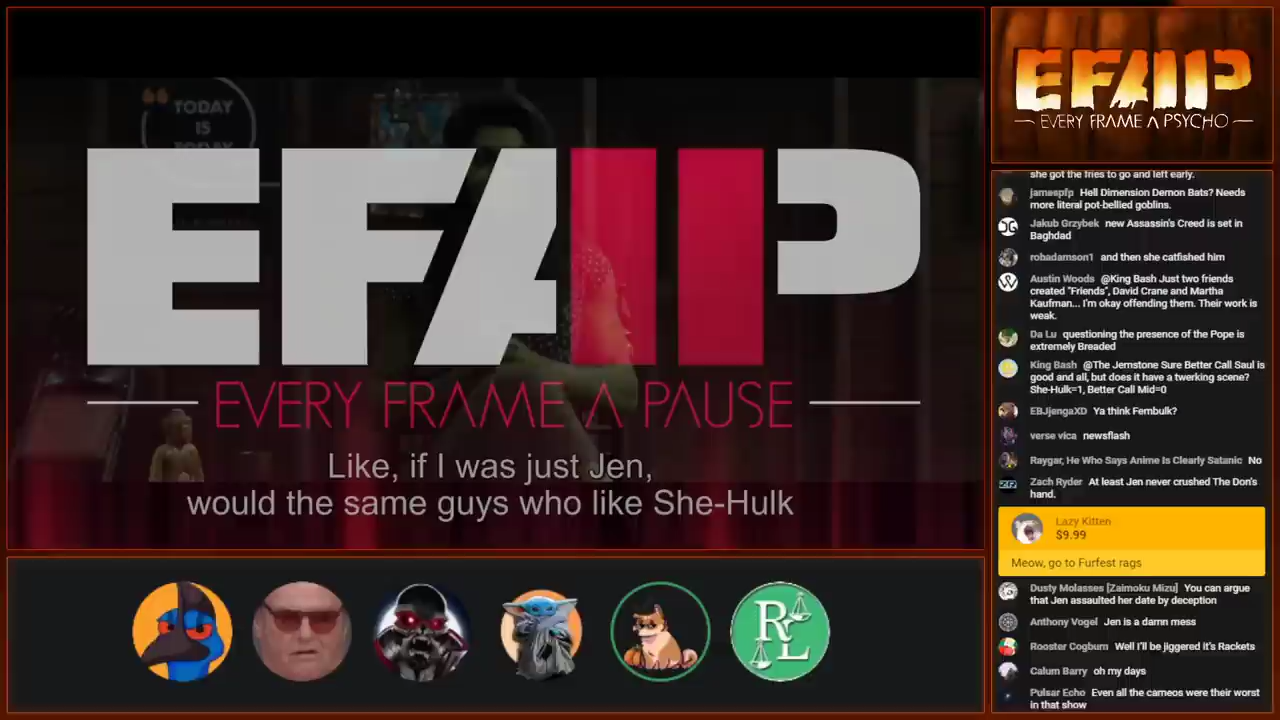 TODAY
IS
TODAY
EFAP
EVERY FRAME A PAUSE
Like, if I was just Jen,
would the same guys who like She-Hulk
RL
EFAP
EVERY FRAME A PSYCHO
she got the fries to go and left early.
jamespfp Hell Dimension Demon Bats? Needs
more literal pot-bellied goblins.
Jakub Grzybek new Assassin's Creed is set in
Baghdad
robadamson1 and then she catfished him
Austin Woods @King Bash Just two friends
created "Friends", David Crane and Martha
Kaufman... I'm okay offending them. Their work is
weak.
Da Lu questioning the presence of the Pope is
extremely Breaded
King Bash @The Jernstone Sure Better Call Saul is
good and all, but does it have a twerking scene?
She-Hulk=1, Better Call Mid=0
EBJjengaXD Ya think Fembulk?
verse vica newsflash
Raygar, He Who Says Anime Is Clearly Satanic No
Zach Ryder At least Jen never crushed The Don's
hand.
Lazy Kitten
$9.99
Meow, go to Furfest rags
Dusty Molasses [Zaimoku Mizu] You can argue
that Jen assaulted her date by deception
Anthony Vogel Jen is a damn mess
Rooster Cogburn Well I'll be jiggered it's Rackets
Calum Barry oh my days
Pulsar Echo Even all the cameos were their worst
in that show